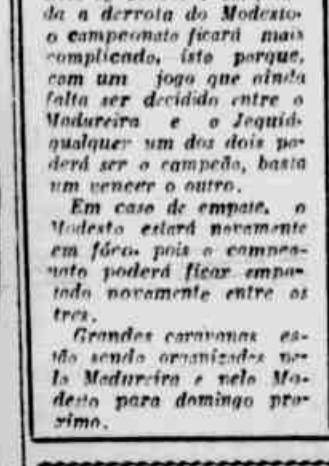 da a derrota do Modesto.
o campeonato ficará mais
complicado, isto porque,
com um jogo que ainda
falta ser decidido entre o
Madureira e o Jequiá.
qualquer um dos dois po-
derá ser o campeão, basta
um vencer o outro.
Em caso de empate, o
Modesto estará novamente
em fóco, pois o campeo-
nato poderá ficar empa-
tado novamente entre os
tres.
Grandes caravanas es-
tão sendo organizadas pe-
lo Madureira e pelo Mo-
desto para domingo pro-
ximo.